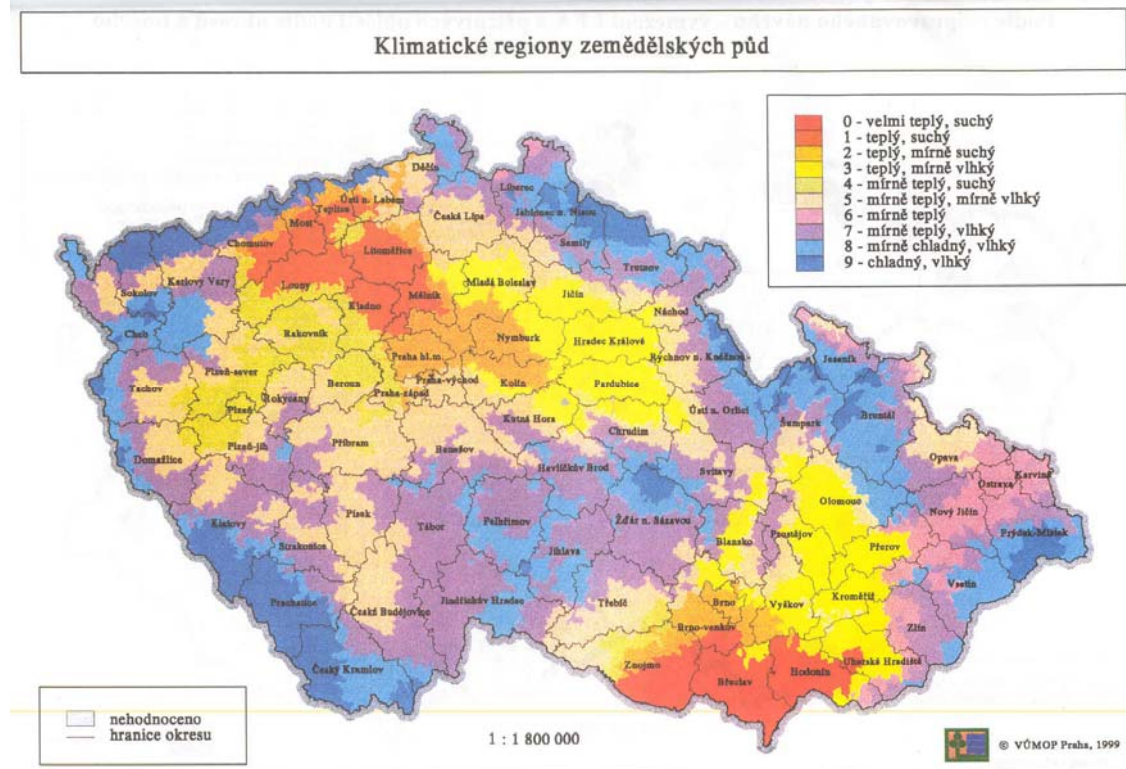 Klimatické regiony zemědělských půd
0 - velmi teplý, suchý
1 - teplý, suchý
2 - teplý, mírně suchý
3 - teplý, mírně vlhký
4 - mírně teplý, suchý
5 - mírně teplý, mírně vlhký
6 - mírně teplý
7 - mírně teplý, vlhký
8 - mírně chladný, vlhký
9 - chladný, vlhký
Děčín
Liberec
Ústí n. Labem
Teplice
Česká Lípa
Jablonec n. Nisou
Most
Chomutov
Litoměřice
Semily
Trutnov
Karlovy Vary
Sokolov
Louny
Mělník
Mladá Boleslav
Jičín
Kladno
Náchod
Cheb
Rakovník
Nymburk
Hradec Králové
Praha hl.m.
Rychnov n. Kněžnou
Jeseník
Plzeň-sever
Tachov
Beroun
Praha-východ
Kolín
Pardubice
Praha-západ
Rokycany
Plzeň
Ústí n. Orlicí
Bruntál
Kutná Hora
Šumperk
Chrudim
Plzeň-jih
Příbram
Benešov
Domažlice
Opava
Havlíčkův Brod
Svitavy
Karviná
Ostrava
Olomouc
Písek
Nový Jičín
Klatovy
Tábor
Pelhřimov
Žďár n. Sázavou
Blansko
Prostějov
Přerov
Strakonice
Jihlava
Vsetín
Prachatice
Jindřichův Hradec
Třebíč
Brno
Vyškov
Kroměříž
České Budějovice
Brno-venkov
Zlín
Český Krumlov
Znojmo
Břeclav
Hodonín
Uherské Hradiště
nehodnoceno
hranice okresu
1 : 1 800 000
© VÚMOP Praha, 1999